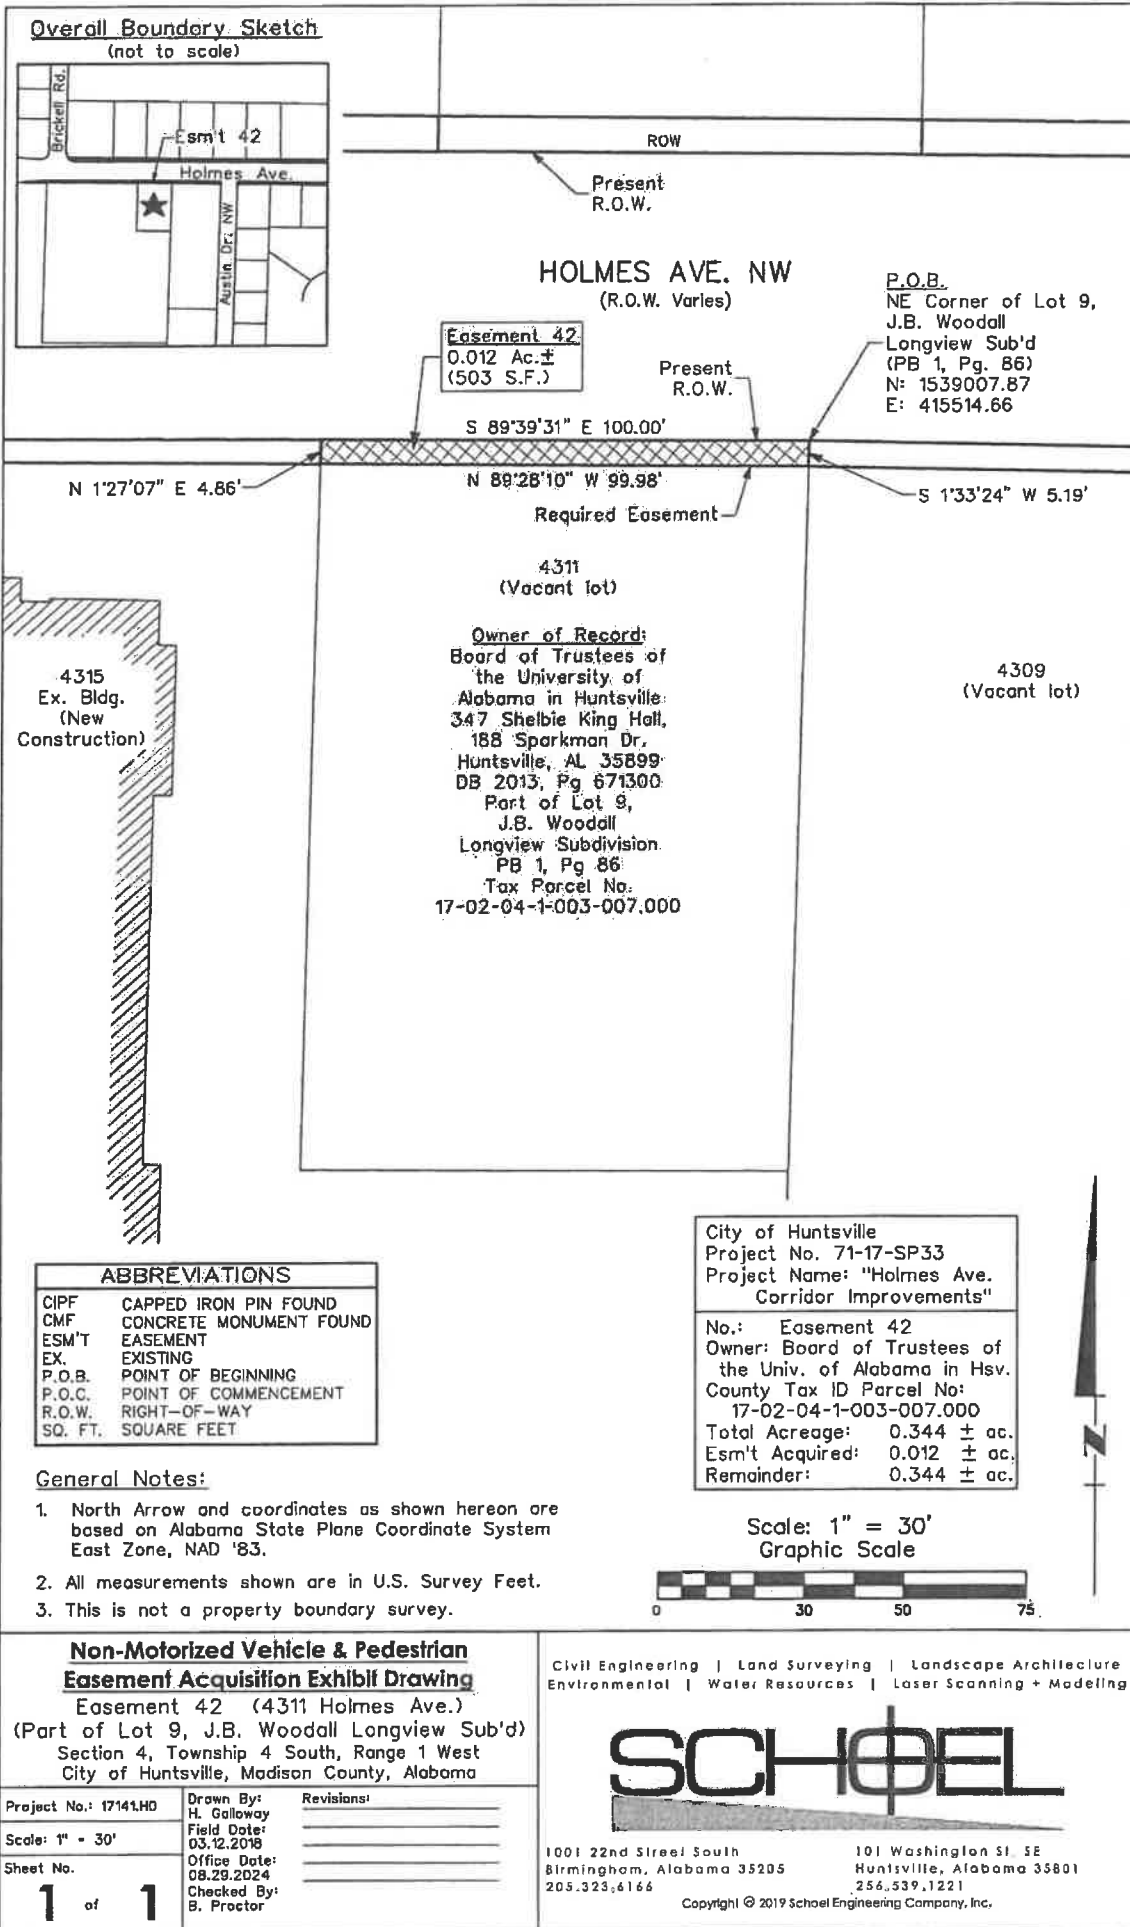 Overall Boundary Sketch
(not to scale)
Brickell Rd.
Esm't 42
Holmes Ave.
Austin Dr. NW
ROW
Present
R.O.W.
HOLMES AVE. NW
(R.O.W. Varies)
P.O.B.
NE Corner of Lot 9,
J.B. Woodall
Longview Sub'd
(PB 1, Pg. 86)
N: 1539007.87
E: 415514.66
Easement 42
0.012 Ac.±
(503 S.F.)
Present
R.O.W.
S 89°39'31" E 100.00'
N 1°27'07" E 4.86'
N 89°28'10" W 99.98'
S 1°33'24" W 5.19'
Required Easement
4311
(Vacant lot)
Owner of Record:
Board of Trustees of
the University of
Alabama in Huntsville
347 Shelbie King Hall,
188 Sparkman Dr.
Huntsville, AL 35899
DB 2013, Pg 671300
Part of Lot 9,
J.B. Woodall
Longview Subdivision
PB 1, Pg 86
Tax Parcel No.
17-02-04-1-003-007.000
4315
Ex. Bldg.
(New
Construction)
4309
(Vacant lot)
ABBREVIATIONS
CIPF CAPPED IRON PIN FOUND
CMF CONCRETE MONUMENT FOUND
ESM'T EASEMENT
EX. EXISTING
P.O.B. POINT OF BEGINNING
P.O.C. POINT OF COMMENCEMENT
R.O.W. RIGHT-OF-WAY
SQ. FT. SQUARE FEET
City of Huntsville
Project No. 71-17-SP33
Project Name: "Holmes Ave.
Corridor Improvements"
No.: Easement 42
Owner: Board of Trustees of
the Univ. of Alabama in Hsv.
County Tax ID Parcel No:
17-02-04-1-003-007.000
Total Acreage: 0.344 ± ac.
Esm't Acquired: 0.012 ± ac.
Remainder: 0.344 ± ac.
N
General Notes:
1. North Arrow and coordinates as shown hereon are
based on Alabama State Plane Coordinate System
East Zone, NAD '83.
2. All measurements shown are in U.S. Survey Feet.
3. This is not a property boundary survey.
Scale: 1" = 30'
Graphic Scale
0 30 50 75
Non-Motorized Vehicle & Pedestrian
Easement Acquisition Exhibit Drawing
Easement 42 (4311 Holmes Ave.)
(Part of Lot 9, J.B. Woodall Longview Sub'd)
Section 4, Township 4 South, Range 1 West
City of Huntsville, Madison County, Alabama
Project No.: 17141.HO
Scale: 1" = 30'
Sheet No.
1 of 1
Drawn By:
H. Galloway
Field Date:
03.12.2018
Office Date:
08.29.2024
Checked By:
B. Proctor
Revisions:
Civil Engineering | Land Surveying | Landscape Architecture
Environmental | Water Resources | Laser Scanning + Modeling
SCHOEL
1001 22nd Street South
Birmingham, Alabama 35205
205.323.6166
101 Washington St. SE
Huntsville, Alabama 35801
256.539.1221
Copyright © 2019 Schoel Engineering Company, Inc.